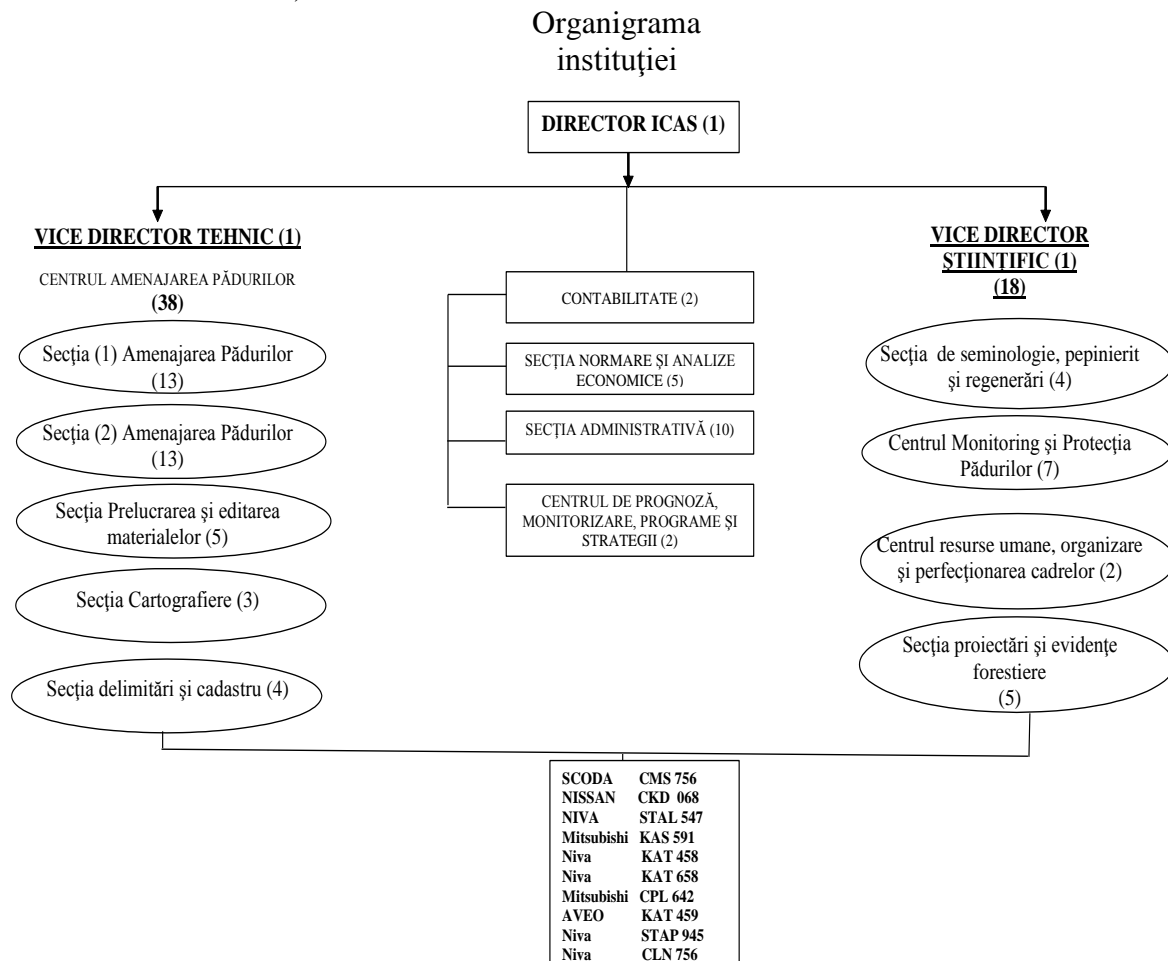 Organigrama
instituţiei
DIRECTOR ICAS (1)
VICE DIRECTOR TEHNIC (1)
CENTRUL AMENAJAREA PĂDURILOR
(38)
Secţia (1) Amenajarea Pădurilor
(13)
Secţia (2) Amenajarea Pădurilor
(13)
Secţia Prelucrarea şi editarea
materialelor (5)
Secţia Cartografiere (3)
Secţia delimitări şi cadastru (4)
CONTABILITATE (2)
SECŢIA NORMARE ŞI ANALIZE
ECONOMICE (5)
SECŢIA ADMINISTRATIVĂ (10)
CENTRUL DE PROGNOZĂ,
MONITORIZARE, PROGRAME ŞI
STRATEGII (2)
VICE DIRECTOR
ŞTIINŢIFIC (1)
(18)
Secţia de seminologie, pepinierit
şi regenerări (4)
Centrul Monitoring şi Protecţia
Pădurilor (7)
Centrul resurse umane, organizare
şi perfecţionarea cadrelor (2)
Secţia proiectări şi evidenţe
forestiere
(5)
SCODA CMS 756
NISSAN CKD 068
NIVA STAL 547
Mitsubishi KAS 591
Niva KAT 458
Niva KAT 658
Mitsubishi CPL 642
AVEO KAT 459
Niva STAP 945
Niva CLN 756